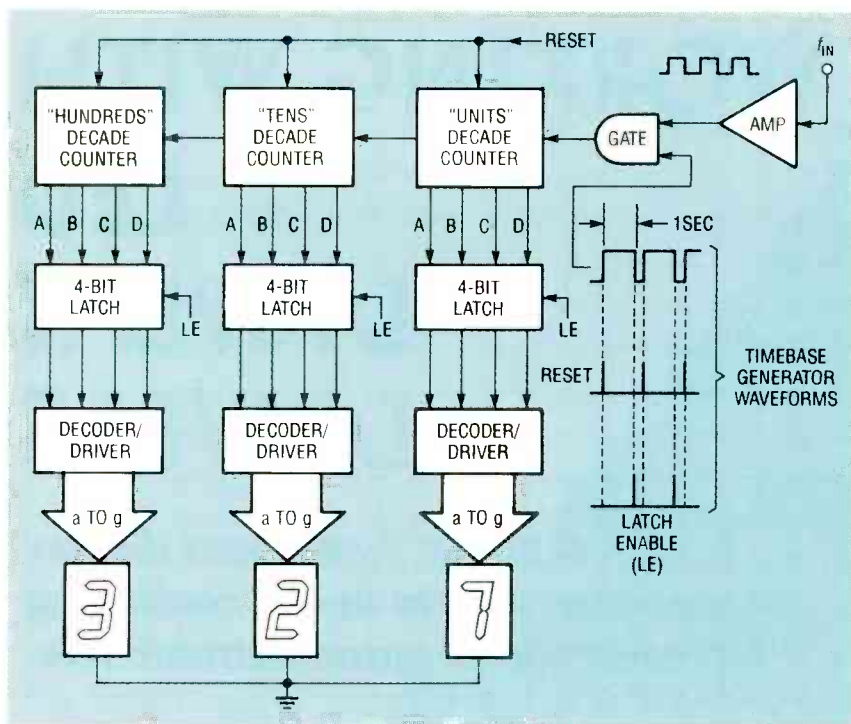 RESET
f_IN
"HUNDREDS"
DECADE
COUNTER
"TENS"
DECADE
COUNTER
"UNITS"
DECADE
COUNTER
GATE
AMP
1SEC
A B C D
A B C D
A B C D
4-BIT
LATCH
LE
4-BIT
LATCH
LE
4-BIT
LATCH
LE
RESET
TIMEBASE
GENERATOR
WAVEFORMS
DECODER/
DRIVER
DECODER/
DRIVER
DECODER/
DRIVER
LATCH
ENABLE
(LE)
a TO g
a TO g
a TO g
3
2
7